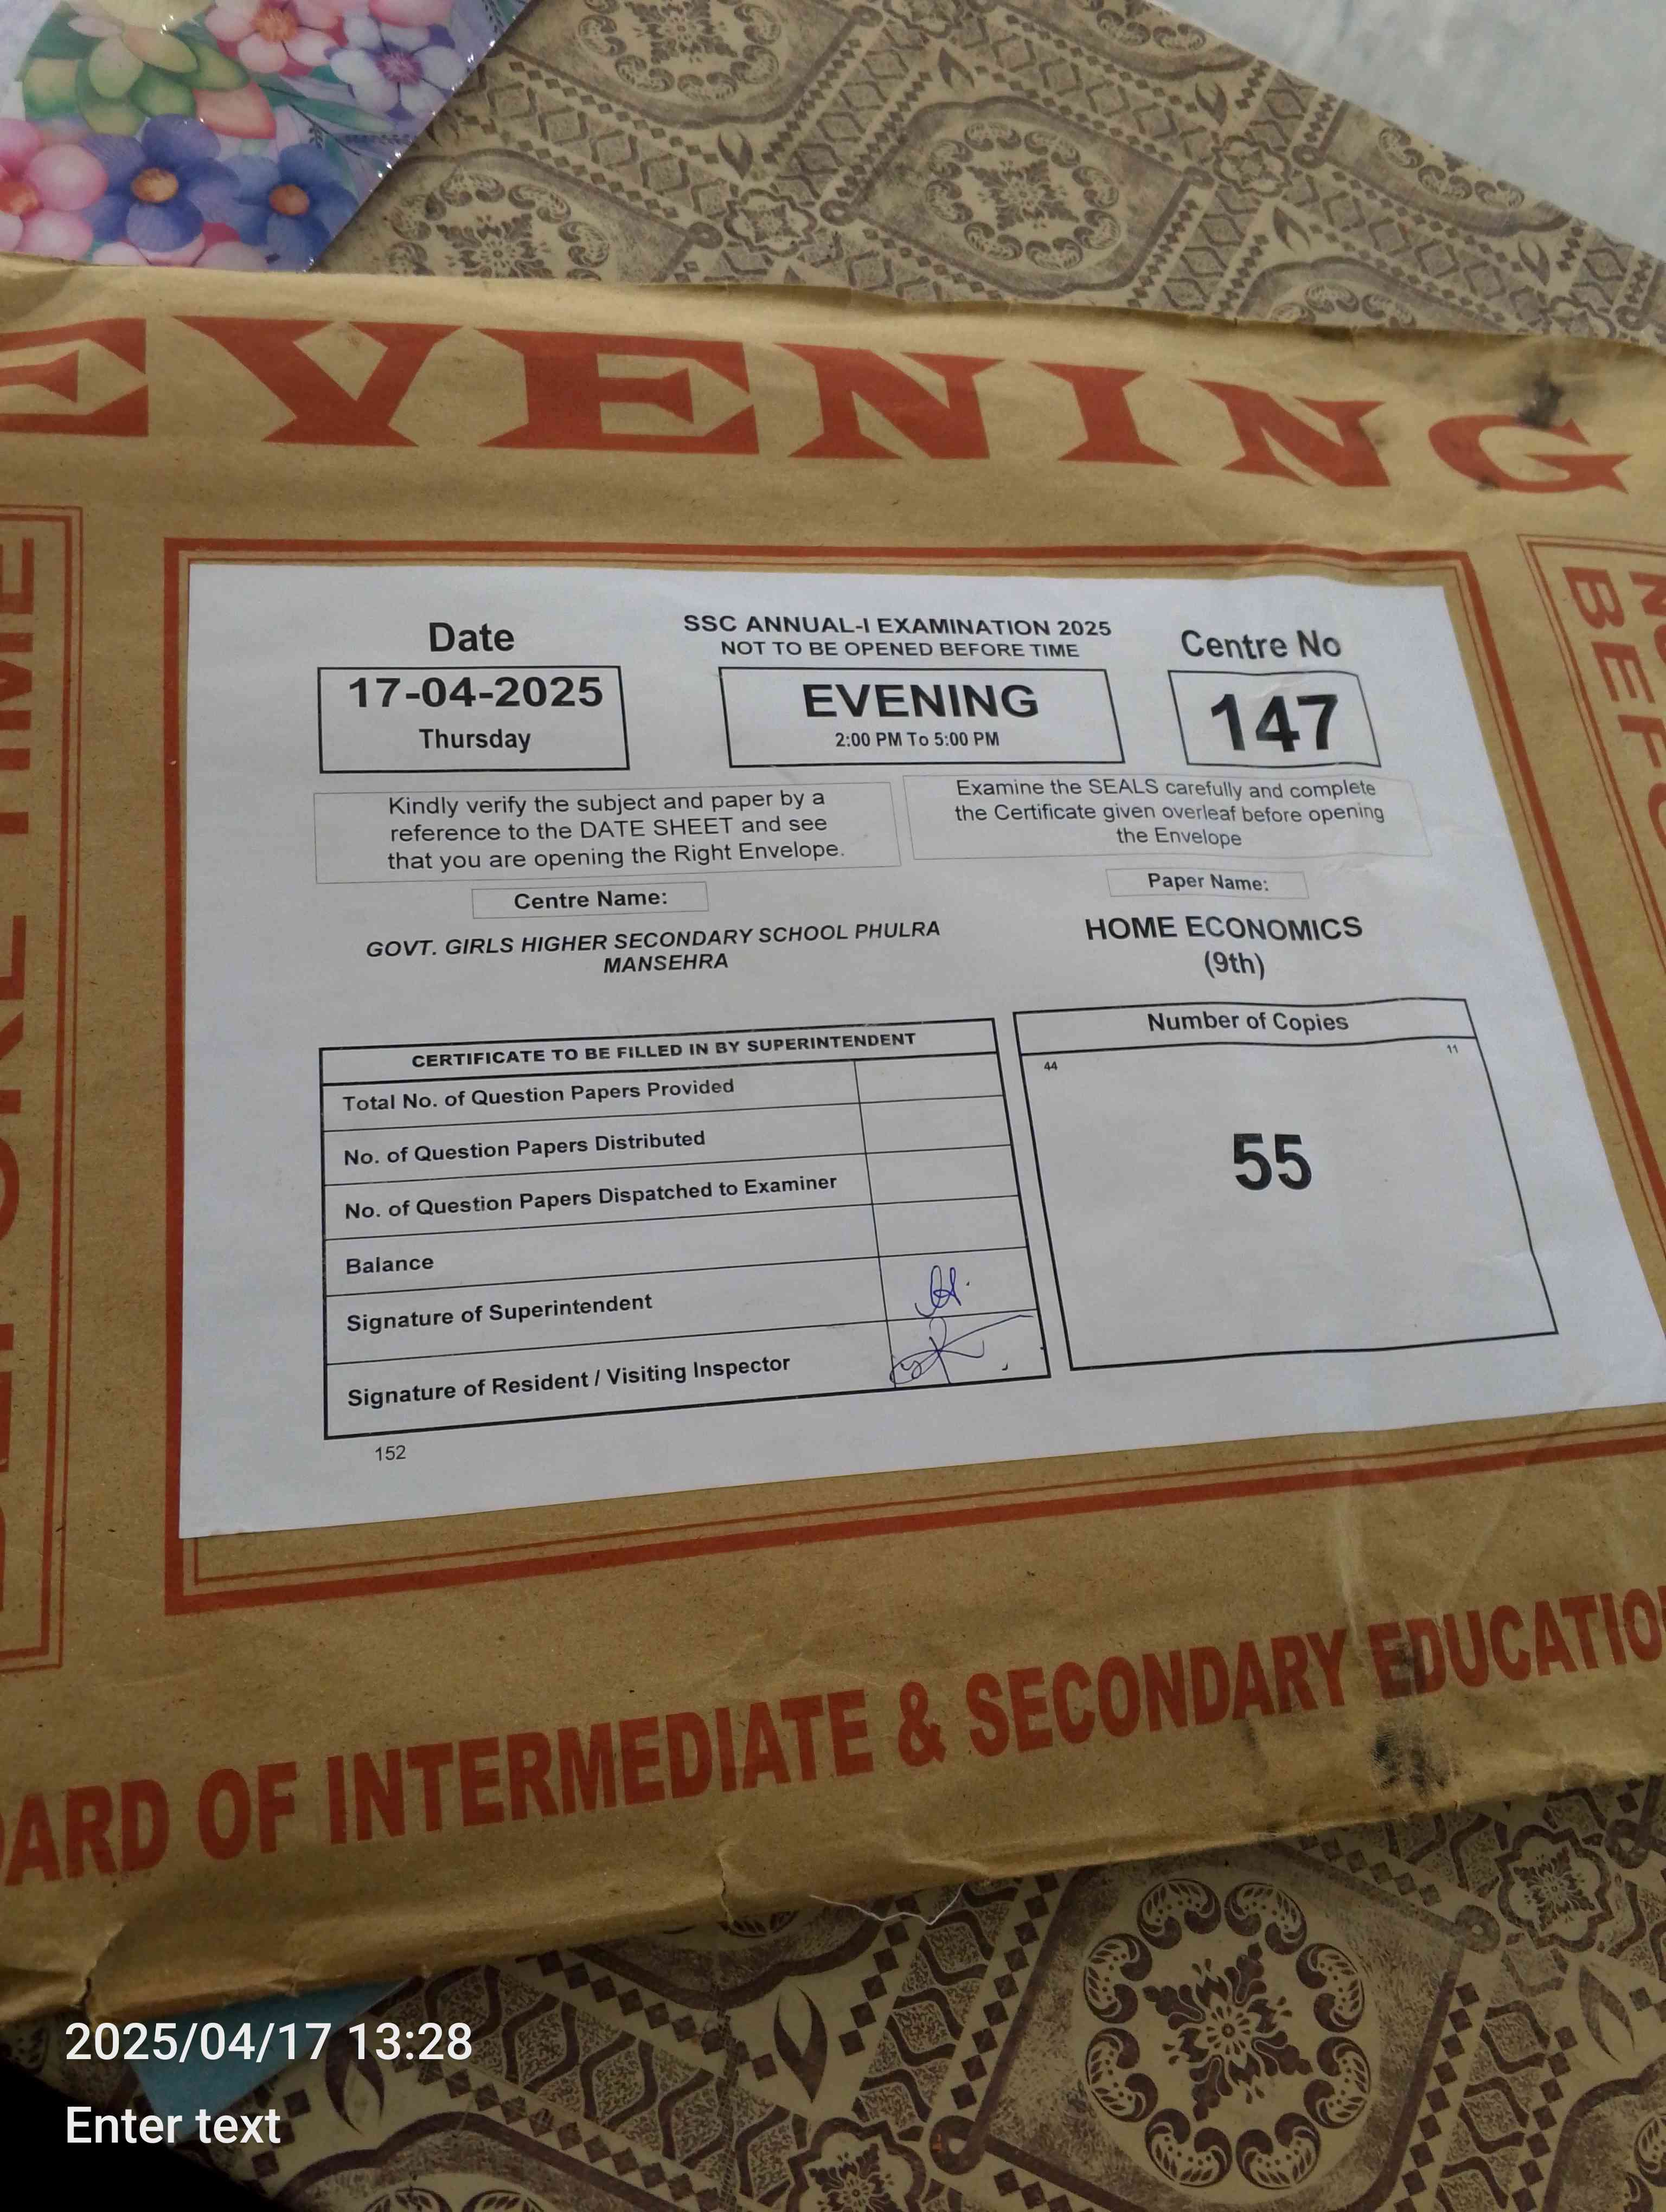 EVENING
Date
17-04-2025
Thursday
SSC ANNUAL-I EXAMINATION 2025
NOT TO BE OPENED BEFORE TIME
EVENING
2:00 PM To 5:00 PM
Centre No
147
Kindly verify the subject and paper by a
reference to the DATE SHEET and see
that you are opening the Right Envelope.
Examine the SEALS carefully and complete
the Certificate given overleaf before opening
the Envelope
Centre Name:
GOVT. GIRLS HIGHER SECONDARY SCHOOL PHULRA
MANSEHRA
Paper Name:
HOME ECONOMICS
(9th)
CERTIFICATE TO BE FILLED IN BY SUPERINTENDENT
Total No. of Question Papers Provided
No. of Question Papers Distributed
No. of Question Papers Dispatched to Examiner
Balance
Signature of Superintendent
Signature of Resident / Visiting Inspector
152
Number of Copies
44
11
55
TIME
BEFO
ARD OF INTERMEDIATE & SECONDARY EDUCATIO
2025/04/17 13:28
Enter text